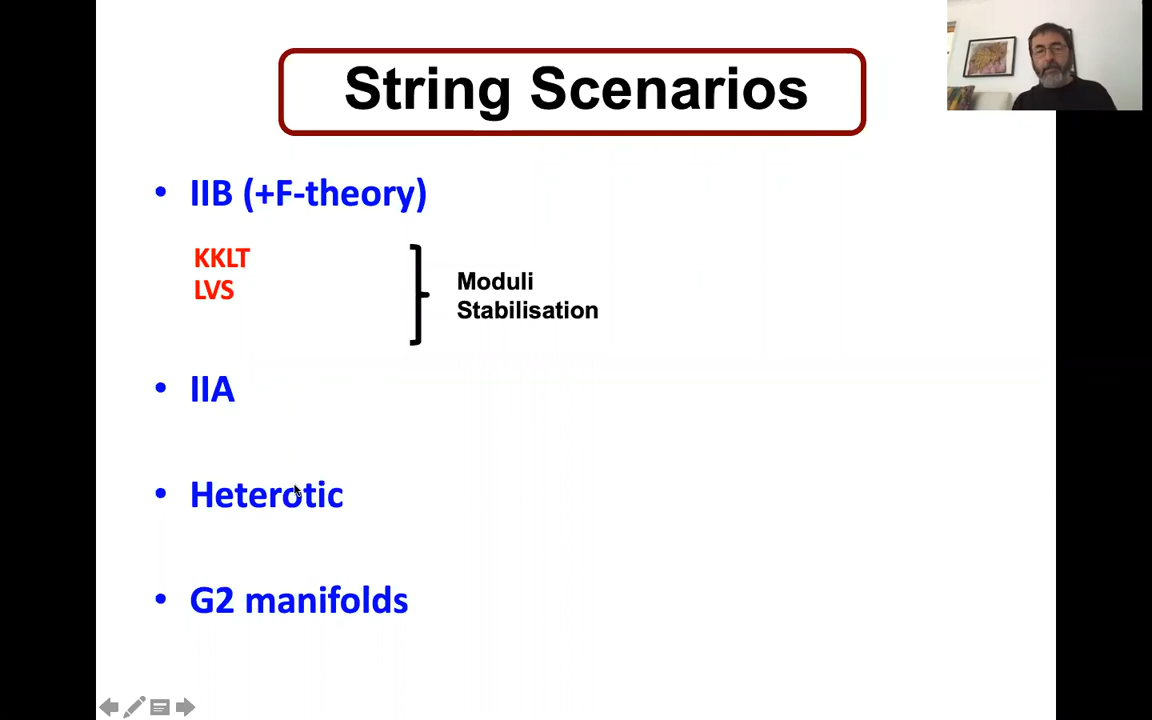 String Scenarios
• IIB (+F-theory)
KKLT
LVS
Moduli
Stabilisation
• IIA
• Heterotic
• G2 manifolds